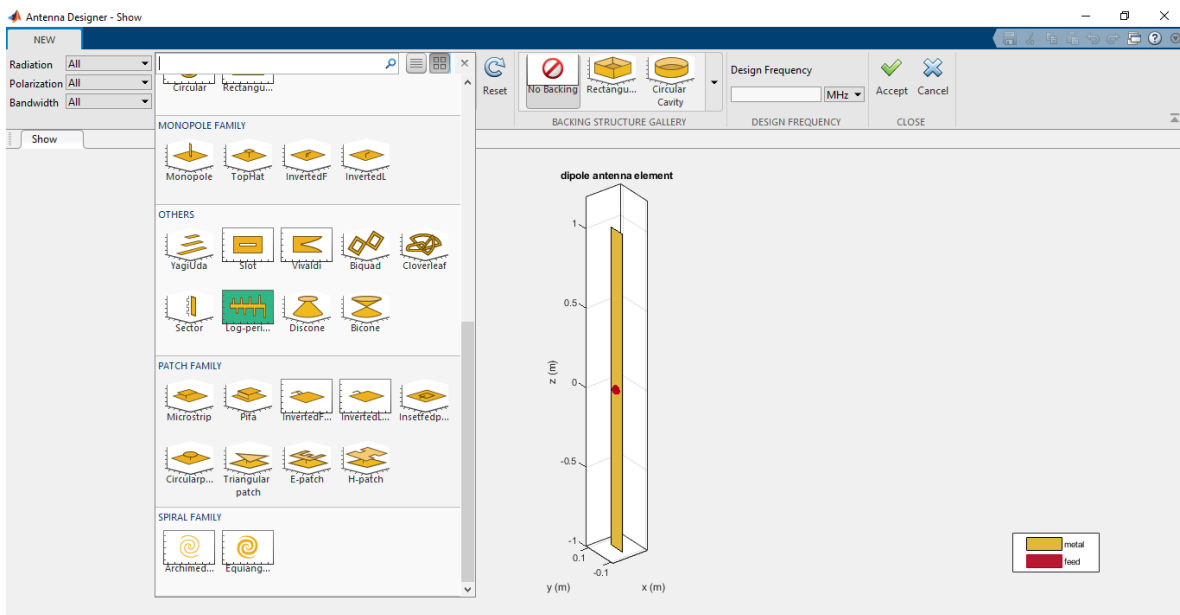 Antenna Designer - Show
NEW
Radiation All
Polarization All
Bandwidth All
Circular Rectangu...
MONOPOLE FAMILY
Monopole TopHat InvertedF InvertedL
OTHERS
YagiUda Slot Vivaldi Biquad Cloverleaf
Sector Log-peri... Discone Bicone
PATCH FAMILY
Microstrip Pifa InvertedF... InvertedL... Insetfedp...
Circularp... Triangular patch E-patch H-patch
SPIRAL FAMILY
Archimed... Equiang...
Reset
No Backing Rectangu... Circular Cavity
BACKING STRUCTURE GALLERY
Design Frequency
MHz
DESIGN FREQUENCY
Accept Cancel
CLOSE
Show
dipole antenna element
1
0.5
z (m)
0
-0.5
-1
0.1
-0.1
y (m) x (m)
metal
feed